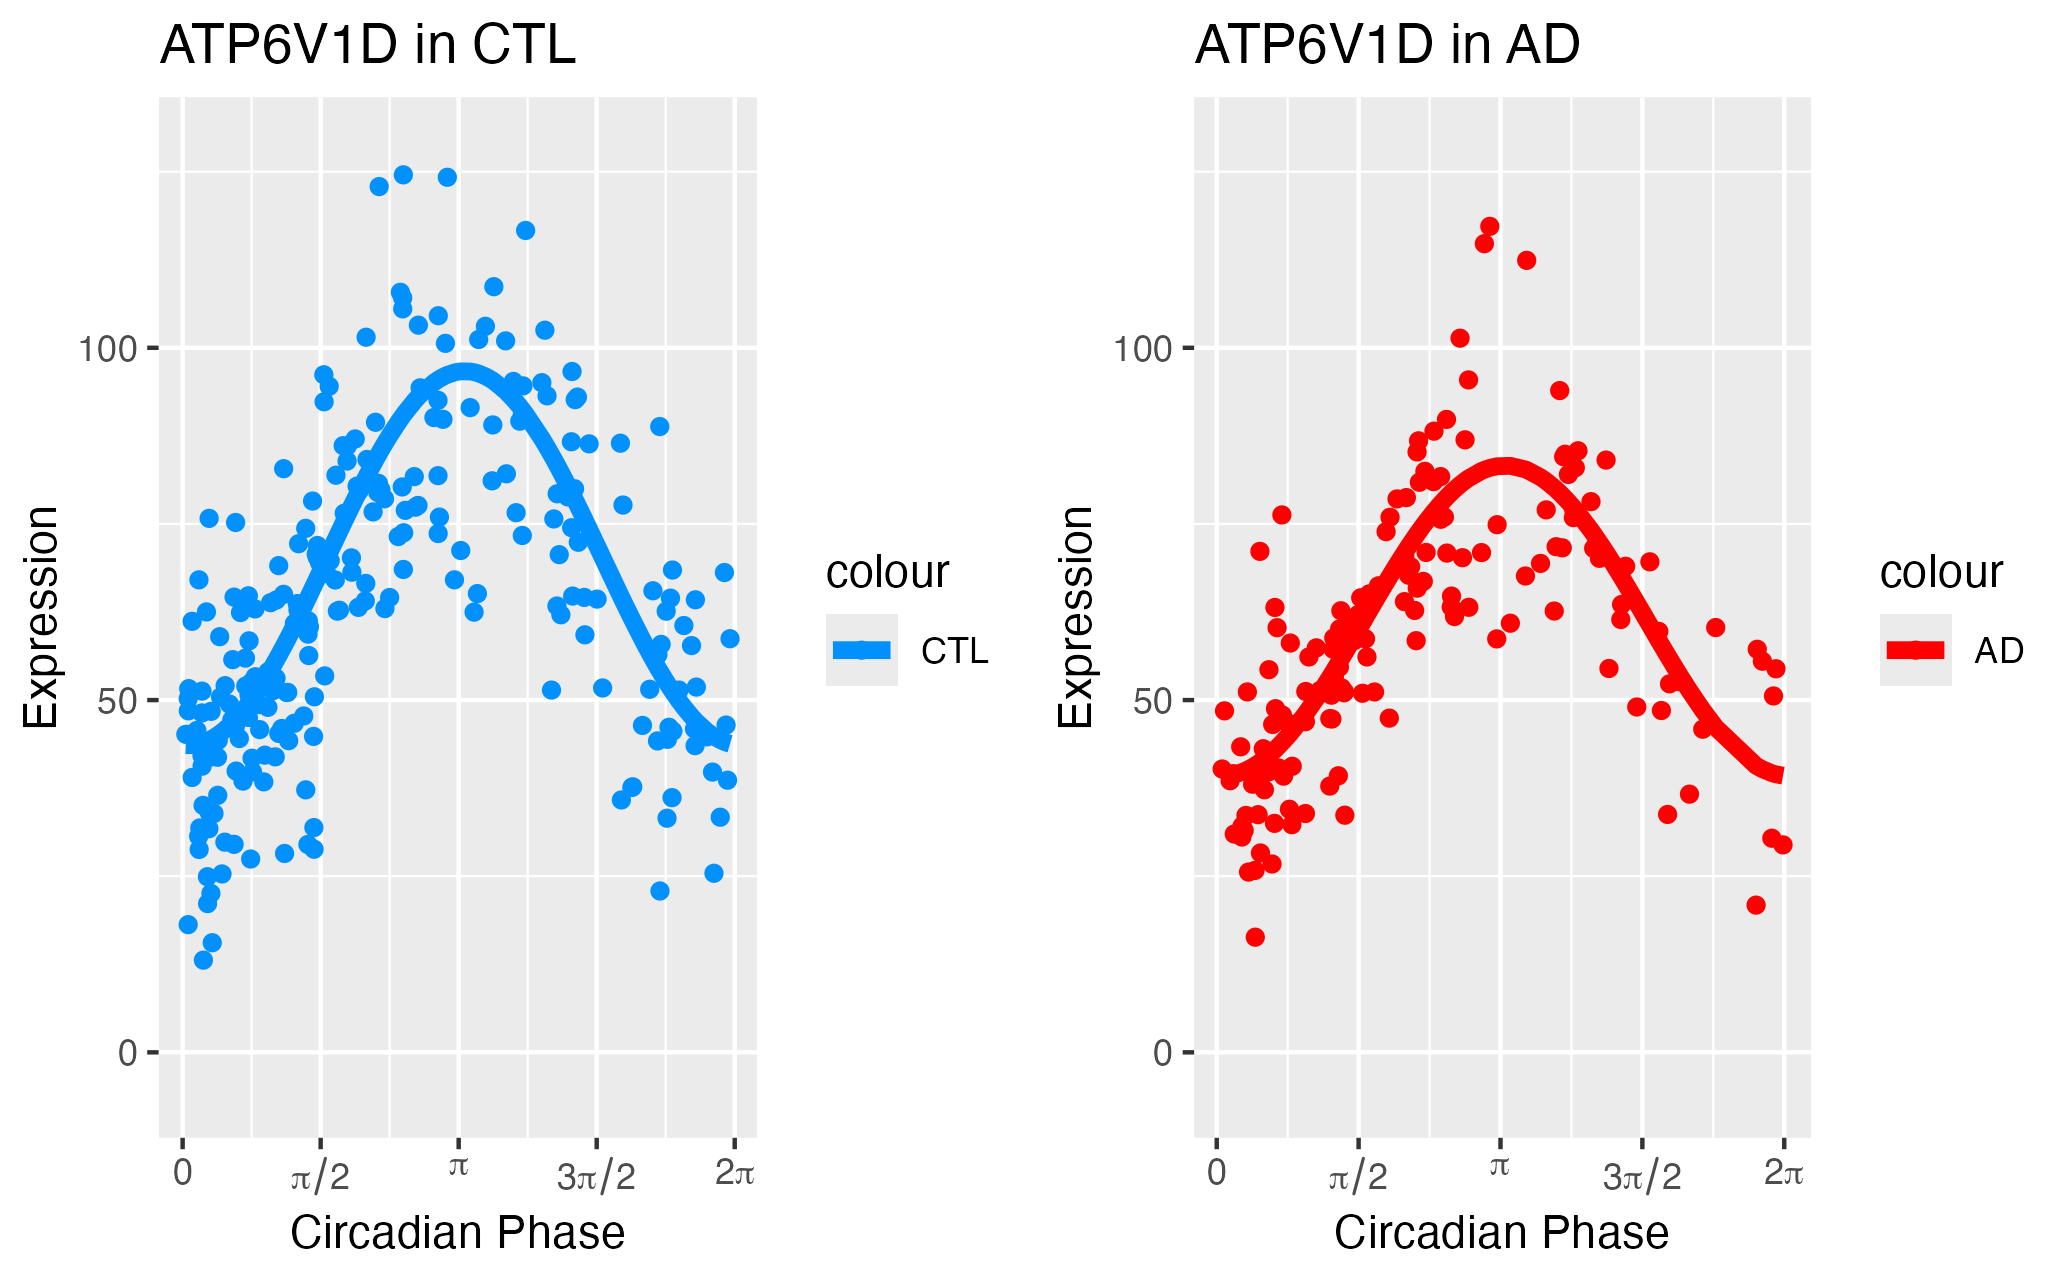 ATP6V1D in CTL
Expression
100
50
0
0 π/2 π 3π/2 2π
Circadian Phase
colour
CTL
ATP6V1D in AD
Expression
100
50
0
0 π/2 π 3π/2 2π
Circadian Phase
colour
AD